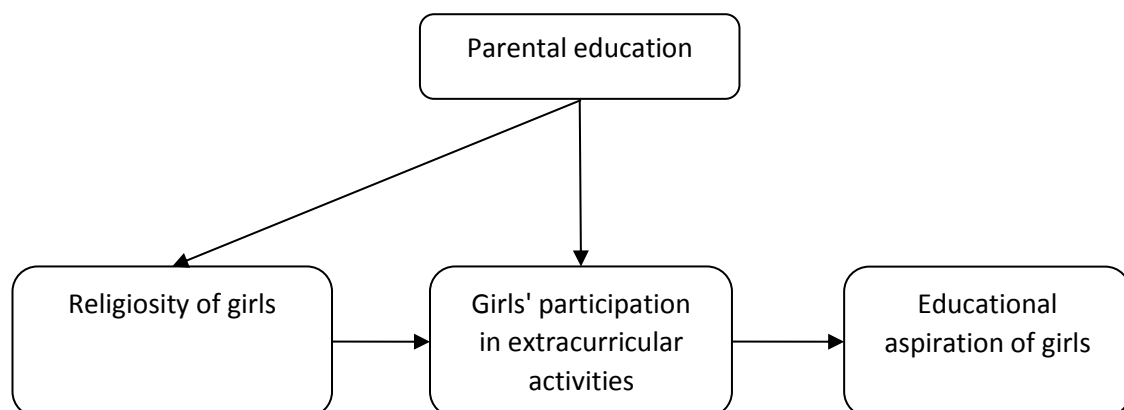 Parental education
Religiosity of girls
Girls' participation
in extracurricular
activities
Educational
aspiration of girls